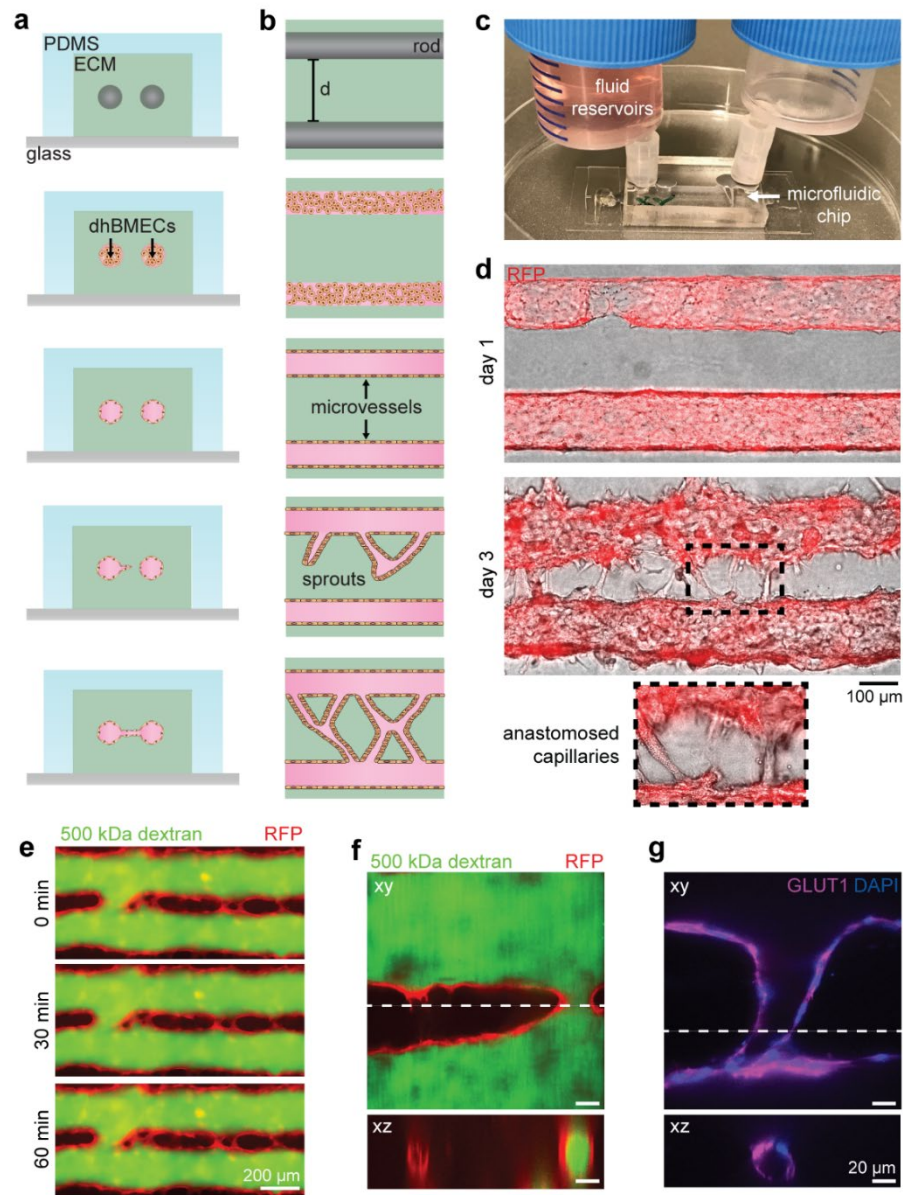 a
PDMS
ECM
glass
dhBMECs
b
rod
d
microvessels
sprouts
c
fluid
reservoirs
microfluidic
chip
d
RFP
day 1
day 3
100 µm
anastomosed
capillaries
e
500 kDa dextran RFP
0 min
30 min
60 min
200 µm
f
500 kDa dextran RFP
xy
xz
g
xy
GLUT1 DAPI
xz
20 µm